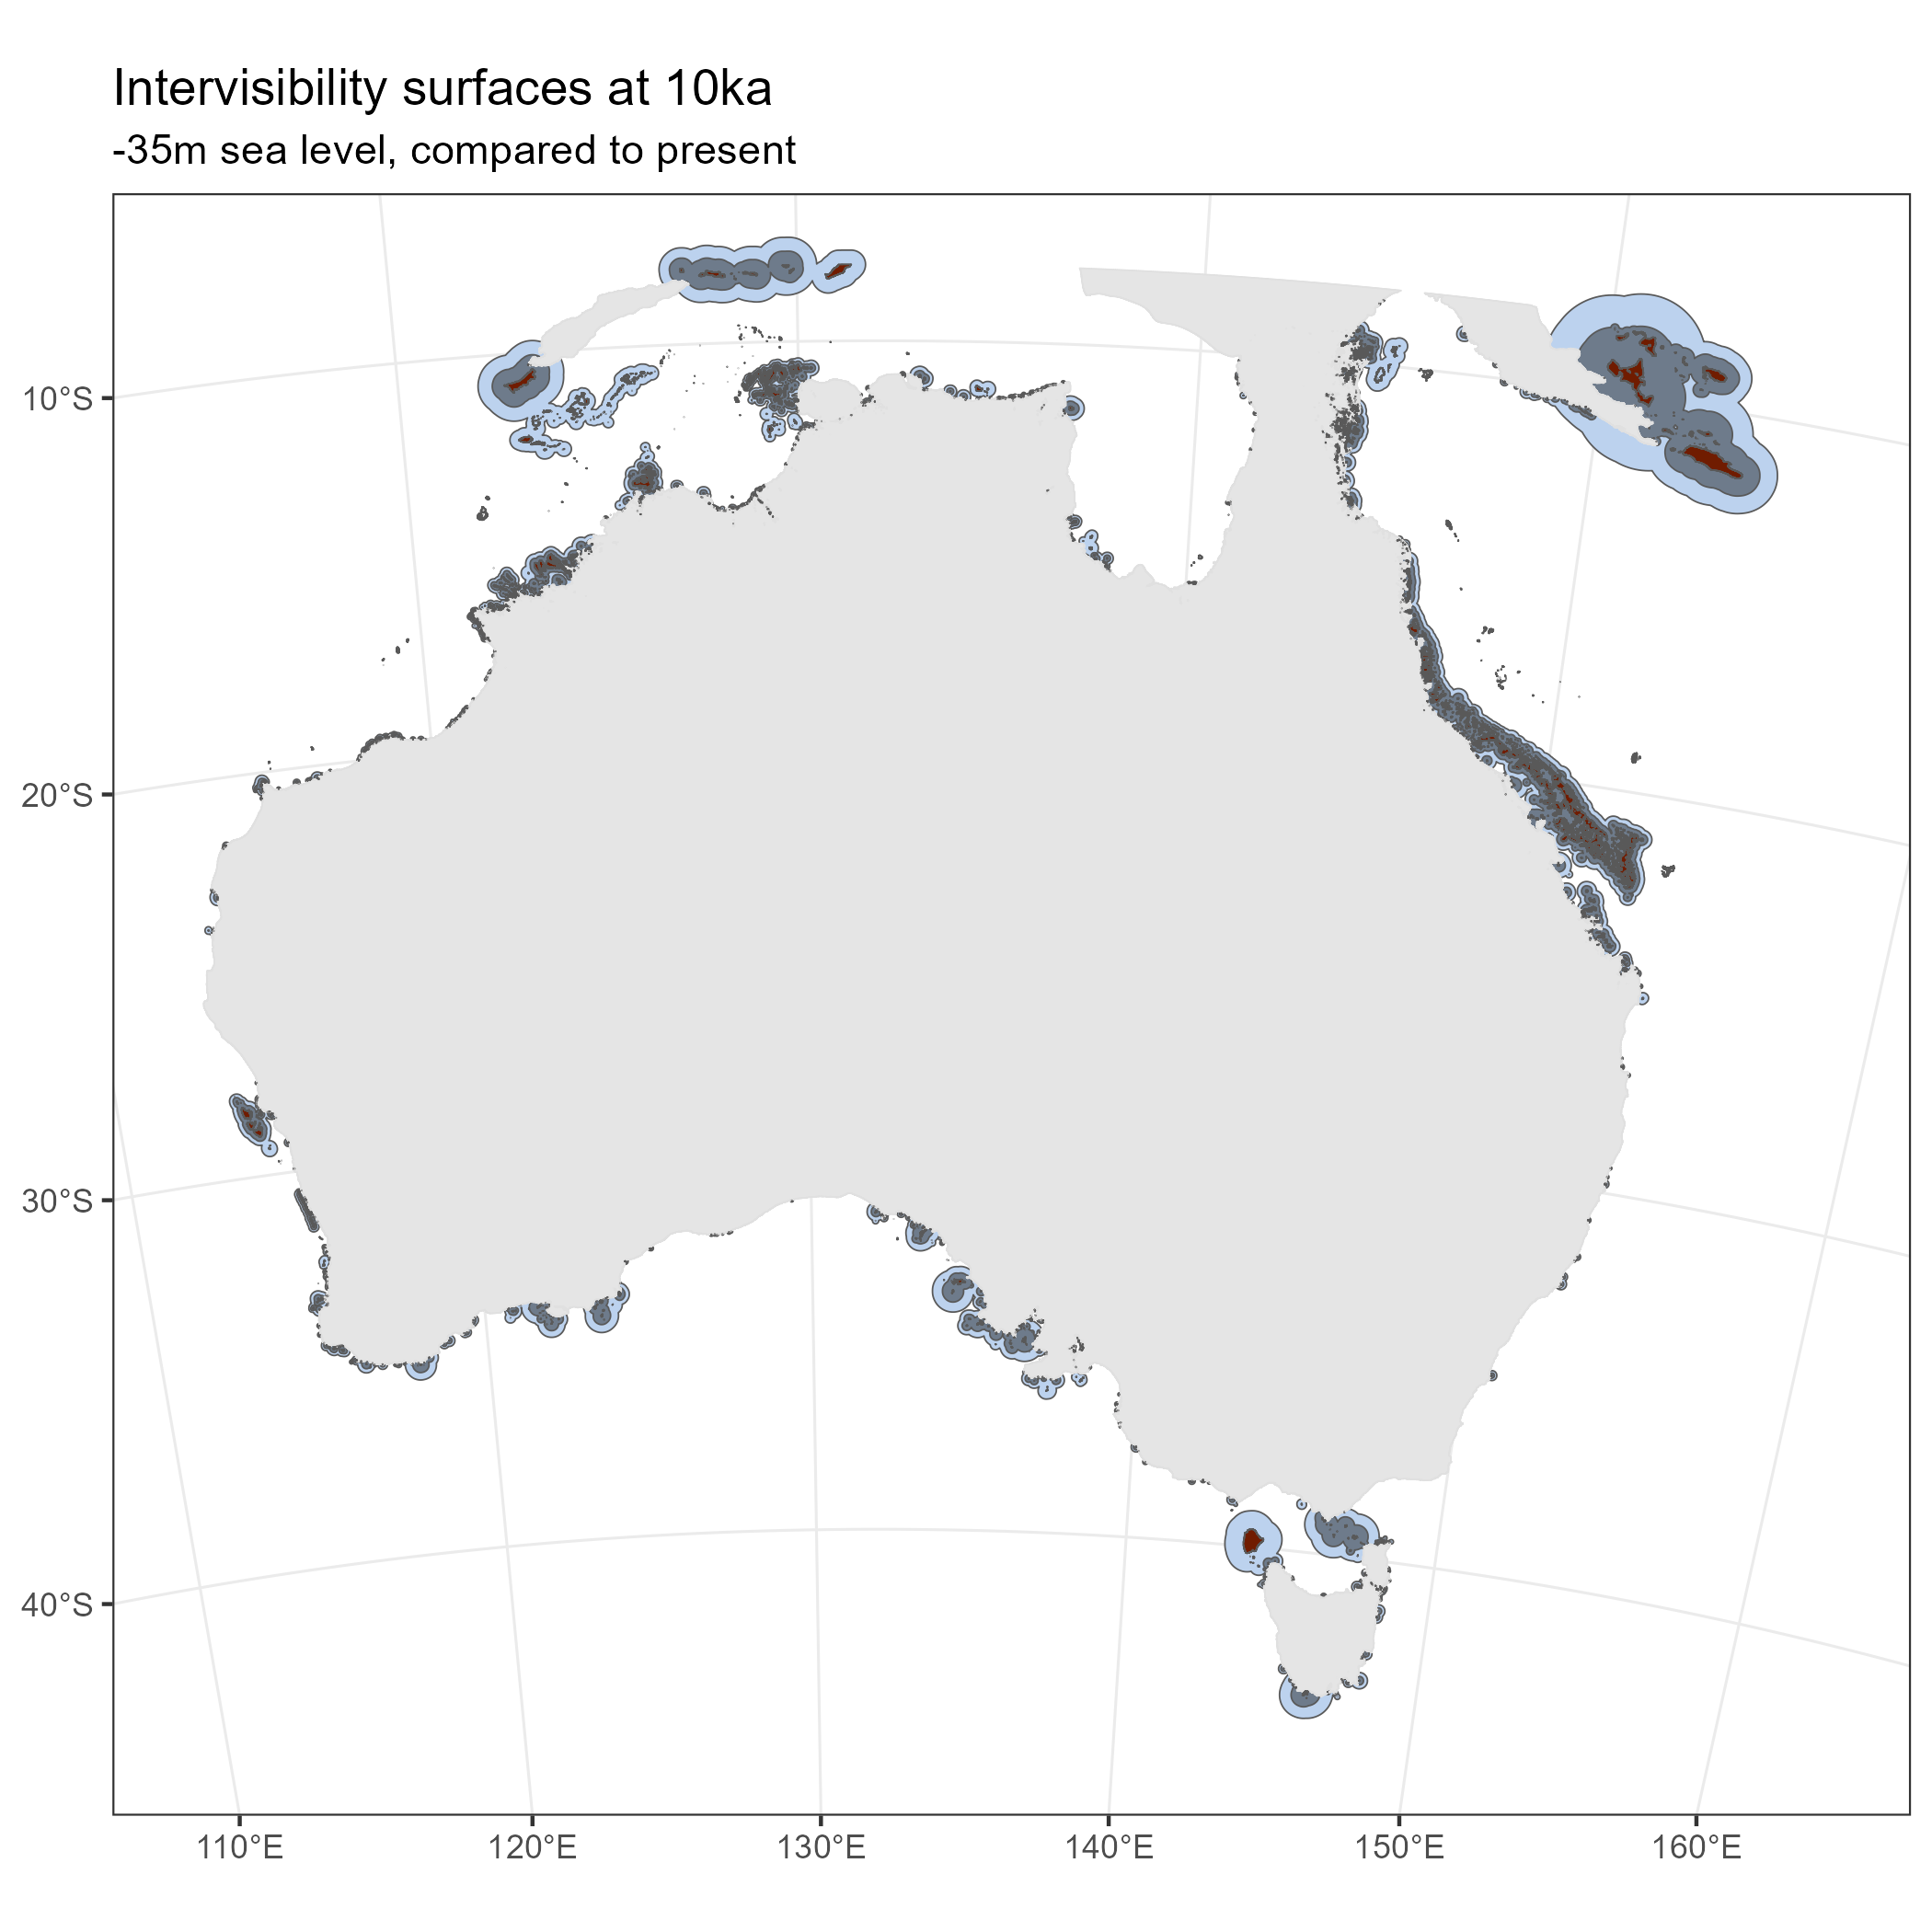 Intervisibility surfaces at 10ka
-35m sea level, compared to present
10°S
20°S
30°S
40°S
110°E 120°E 130°E 140°E 150°E 160°E